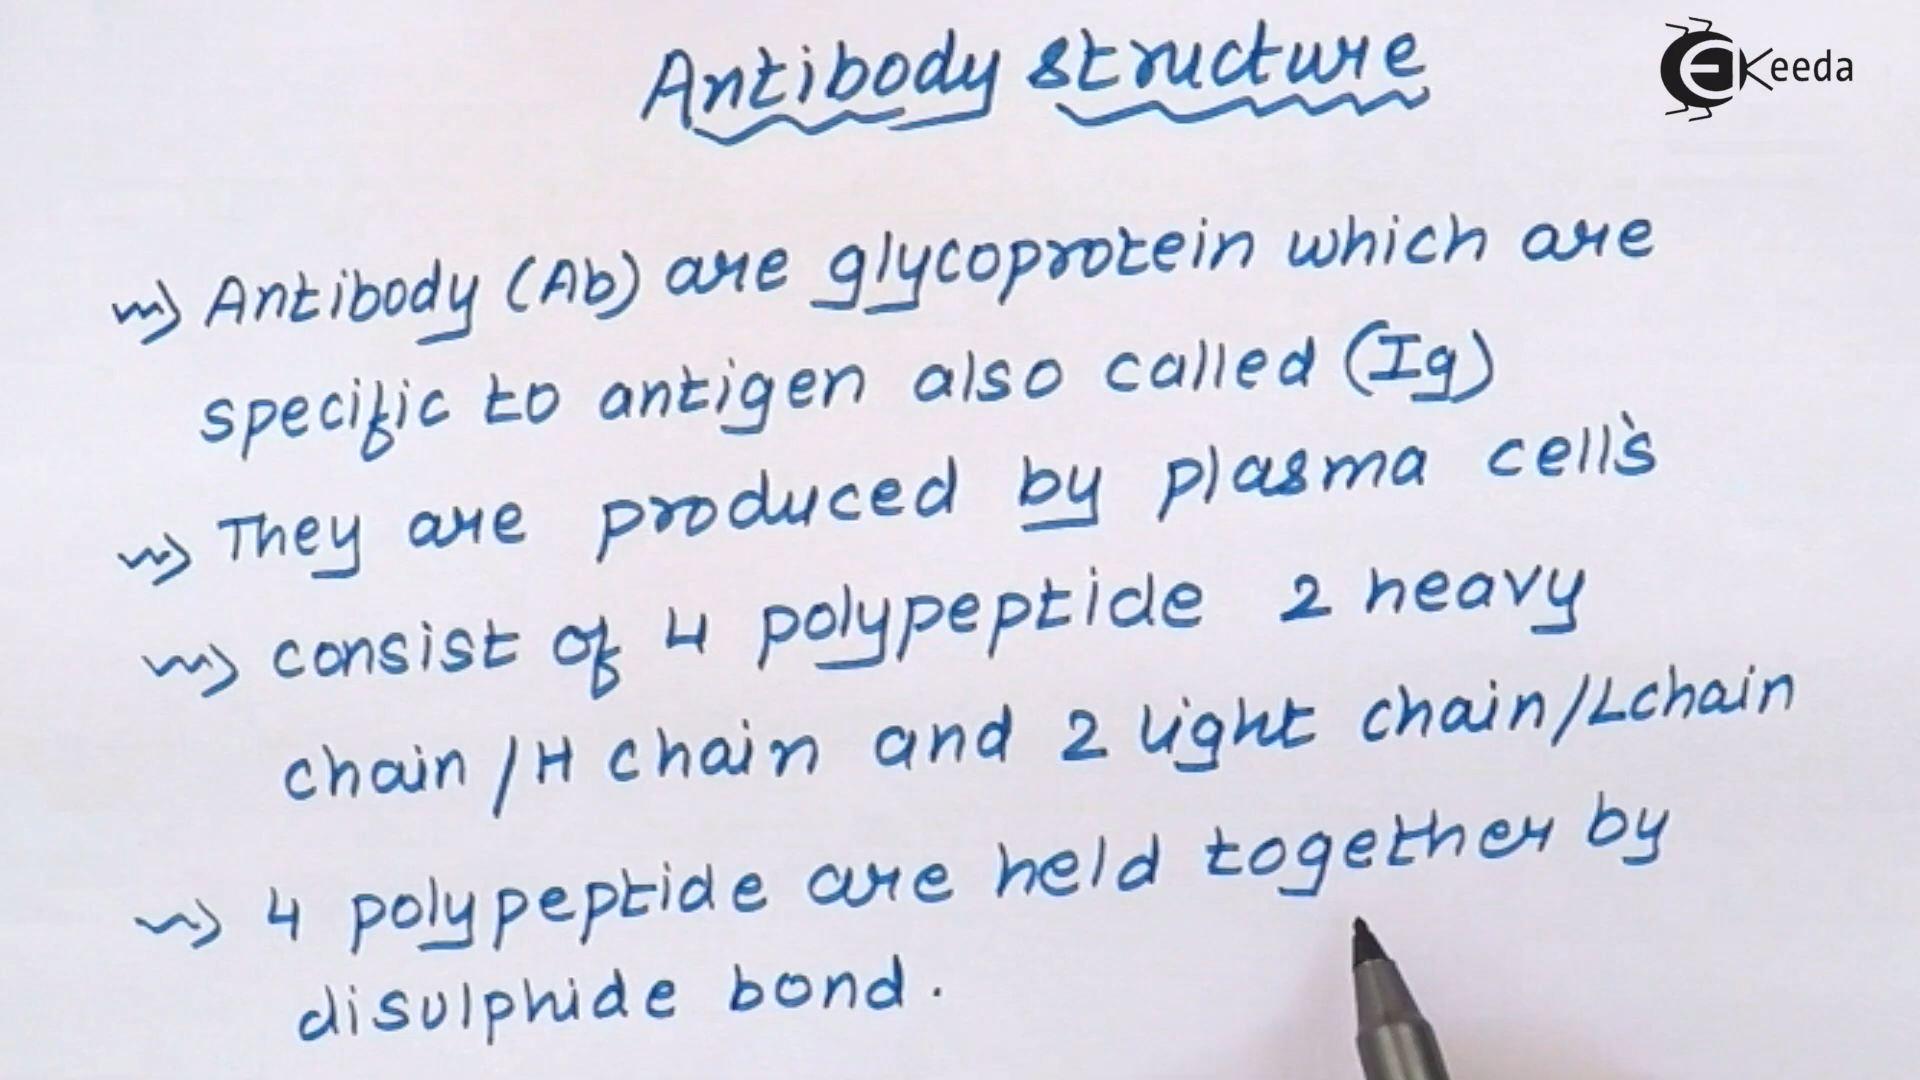 Antibody structure
EKeeda
⇝ Antibody (Ab) are glycoprotein which are
specific to antigen also called (Ig)
⇝ They are produced by plasma cell's
⇝ consist of 4 polypeptide 2 heavy
chain / H chain and 2 light chain/Lchain
⇝ 4 polypeptide are held together by
disulphide bond.